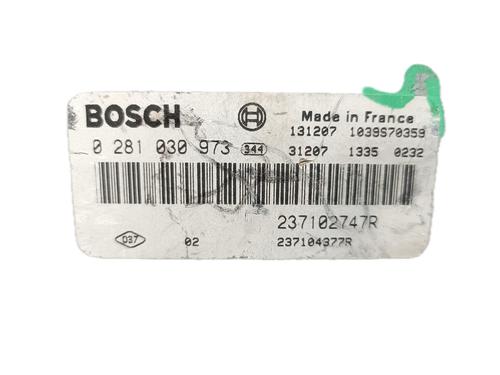 BOSCH
Made in France
131207 1039S70359
0 281 030 973 344
31207 1335 0232
237102747R
037 02 237104377R